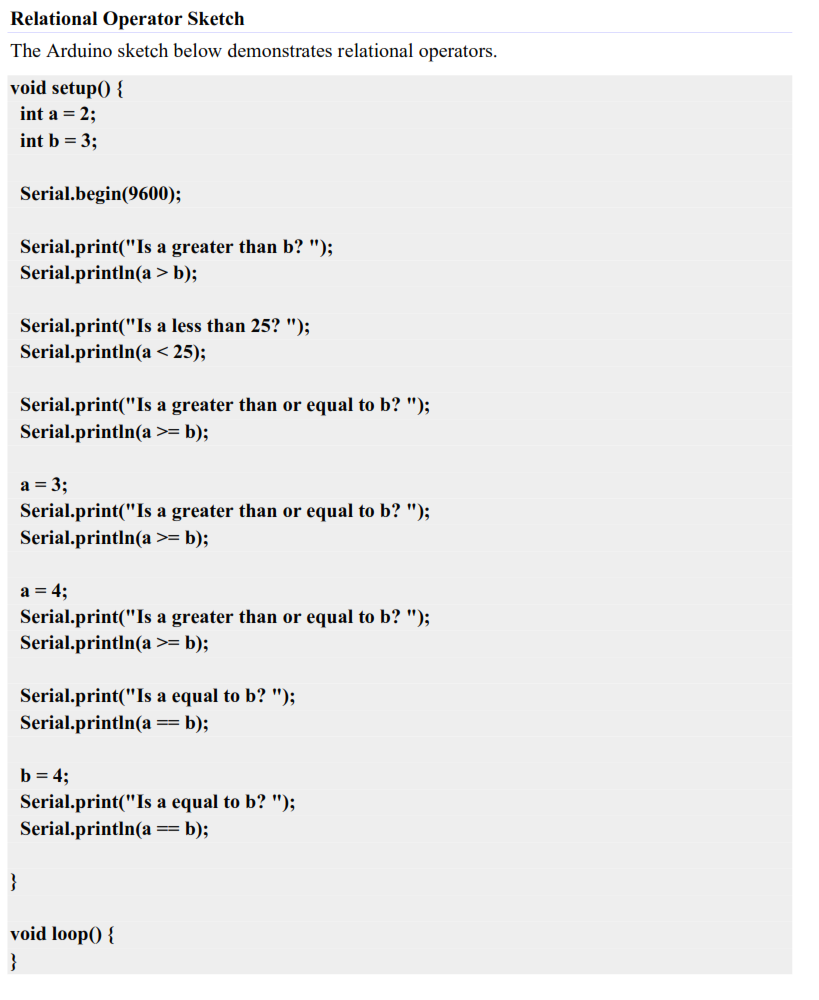 Relational Operator Sketch
The Arduino sketch below demonstrates relational operators.
void setup() {
  int a = 2;
  int b = 3;

  Serial.begin(9600);

  Serial.print("Is a greater than b? ");
  Serial.println(a > b);

  Serial.print("Is a less than 25? ");
  Serial.println(a < 25);

  Serial.print("Is a greater than or equal to b? ");
  Serial.println(a >= b);

  a = 3;
  Serial.print("Is a greater than or equal to b? ");
  Serial.println(a >= b);

  a = 4;
  Serial.print("Is a greater than or equal to b? ");
  Serial.println(a >= b);

  Serial.print("Is a equal to b? ");
  Serial.println(a == b);

  b = 4;
  Serial.print("Is a equal to b? ");
  Serial.println(a == b);

}

void loop() {
}